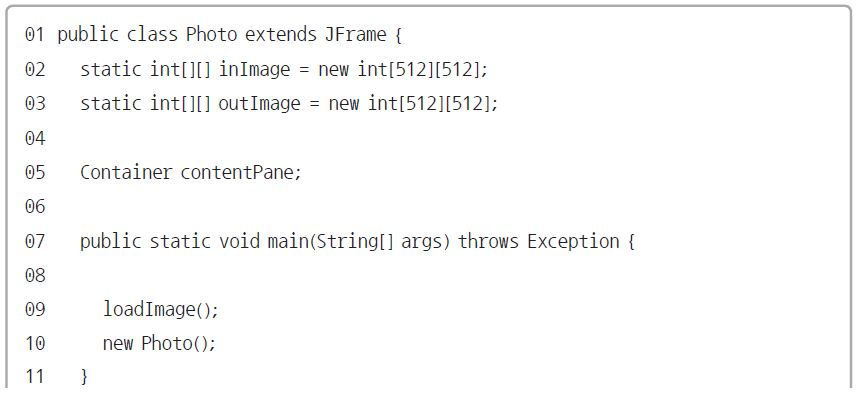 01 public class Photo extends JFrame {
02 static int[][] inImage = new int[512][512];
03 static int[][] outImage = new int[512][512];
04
05 Container contentPane;
06
07 public static void main(String[] args) throws Exception {
08
09 loadImage();
10 new Photo();
11 }